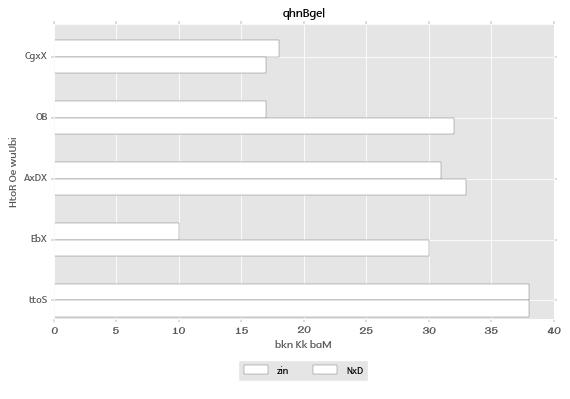 qhnBgel
CgxX
OB
AxDX
EbX
ttoS
HtoR Oe wuUbi
0 5 10 15 20 25 30 35 40
bkn Kk baM
zin NxD